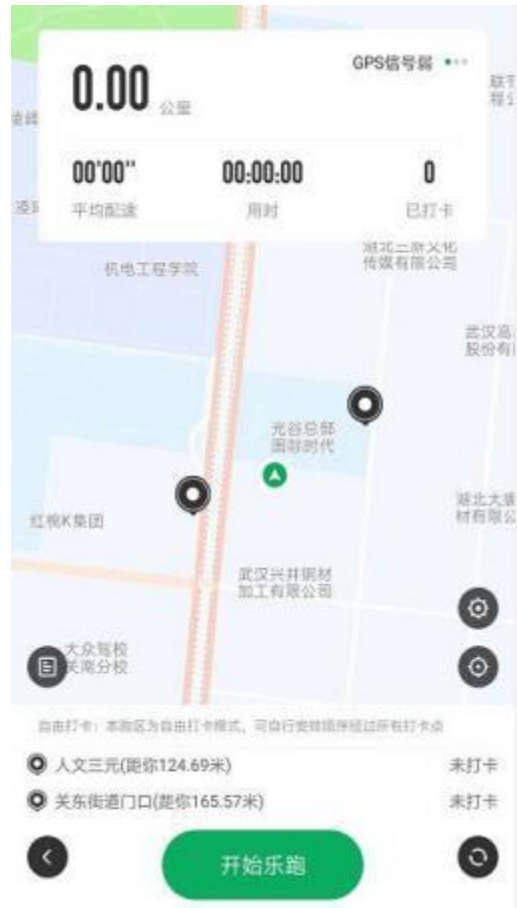 GPS信号弱
0.00 公里
00'00" 00:00:00 0
平均配速 用时 已打卡
传媒有限公司
机电工程学院
武汉高
股份有
光谷总部
国际时代
红桃K集团
湖北大
材有限公
武汉兴井钢材
加工有限公司
大众驾校
关南分校
自由打卡：本跑区为自由打卡模式，可自行安排顺序经过所有打卡点
人文三元(距你124.69米) 未打卡
关东街道门口(距你165.57米) 未打卡
开始乐跑